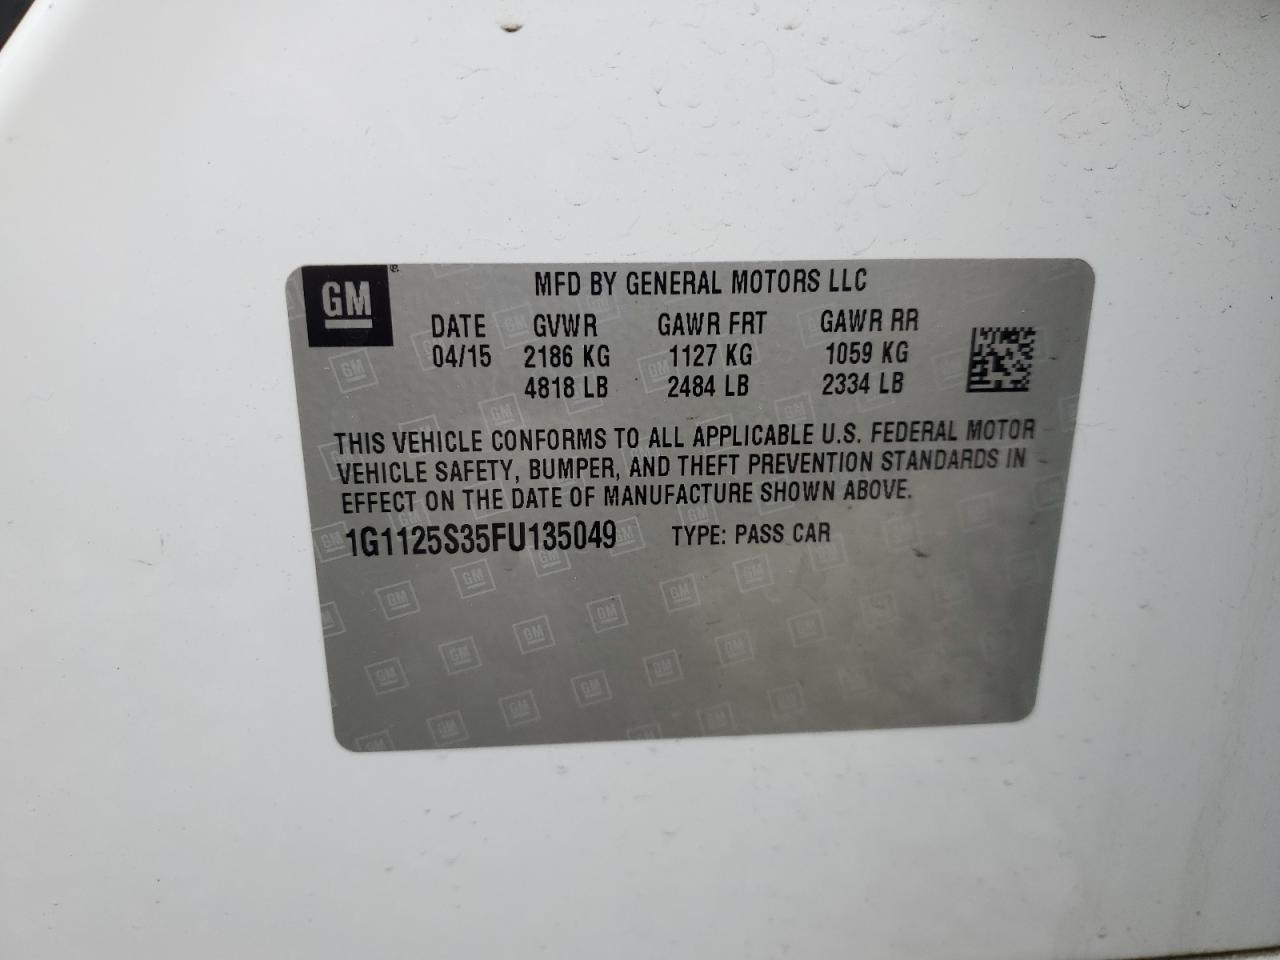 GM ® MFD BY GENERAL MOTORS LLC
DATE GVWR GAWR FRT GAWR RR
04/15 2186 KG 1127 KG 1059 KG
4818 LB 2484 LB 2334 LB
THIS VEHICLE CONFORMS TO ALL APPLICABLE U.S. FEDERAL MOTOR
VEHICLE SAFETY, BUMPER, AND THEFT PREVENTION STANDARDS IN
EFFECT ON THE DATE OF MANUFACTURE SHOWN ABOVE.
1G1125S35FU135049 TYPE: PASS CAR